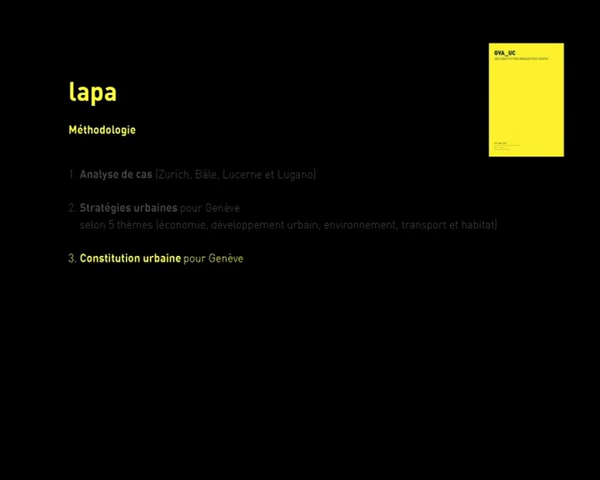 GVA_UC
lapa
Méthodologie
1. Analyse de cas (Zurich, Bâle, Lucerne et Lugano)
2. Stratégies urbaines pour Genève
selon 5 thèmes (économie, développement urbain, environnement, transport et habitat)
3. Constitution urbaine pour Genève